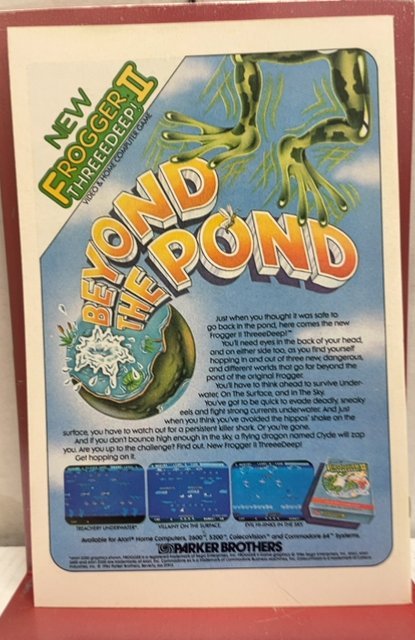 NEW
FROGGER II
THREEEDEEP!
VIDEO & HOME COMPUTER GAME
BEYOND
THE POND
Just when you thought it was safe to
go back in the pond, here comes the new
Frogger II ThreeeDeep!™
You'll need eyes in the back of your head,
and on either side too, as you find yourself
hopping in and out of three new, dangerous,
and different worlds that go far beyond the
pond of the original Frogger.
You'll have to think ahead to survive Under-
water, On The Surface, and in The Sky.
You've got to be quick to evade deadly, sneaky
eels and fight strong currents underwater. And just
when you think you've avoided the hippos' shake on the
surface, you have to watch out for a persistent killer shark. Or you're gone.
And if you don't bounce high enough in the sky, a flying dragon named Clyde will zap
you. Are you up to the challenge? Find out. New Frogger II ThreeeDeep!
Get hopping on it.
TREACHERY UNDERWATER*
VILLAINY ON THE SURFACE
EVIL HI-JINKS IN THE SKY
Available for Atari® Home Computers, 2600™, 5200™, ColecoVision® and Commodore 64™ Systems.
PARKER BROTHERS